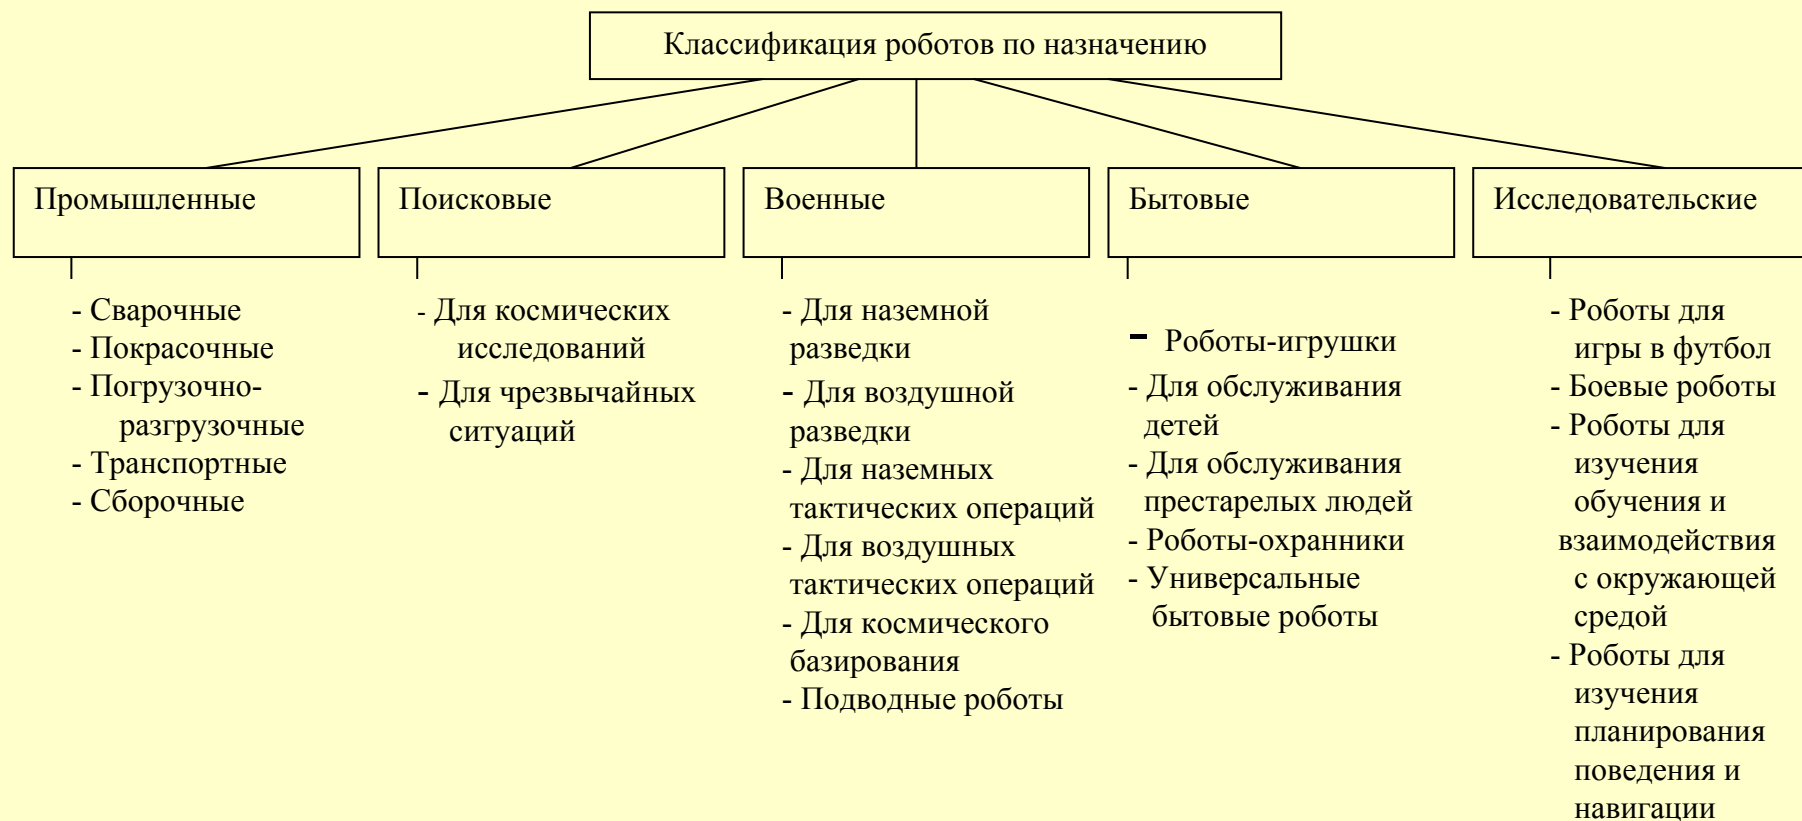 Классификация роботов по назначению
Промышленные
- Сварочные
- Покрасочные
- Погрузочно-
разгрузочные
- Транспортные
- Сборочные
Поисковые
- Для космических
исследований
- Для чрезвычайных
ситуаций
Военные
- Для наземной
разведки
- Для воздушной
разведки
- Для наземных
тактических операций
- Для воздушных
тактических операций
- Для космического
базирования
- Подводные роботы
Бытовые
- Роботы-игрушки
- Для обслуживания
детей
- Для обслуживания
престарелых людей
- Роботы-охранники
- Универсальные
бытовые роботы
Исследовательские
- Роботы для
игры в футбол
- Боевые роботы
- Роботы для
изучения
обучения и
взаимодействия
с окружающей
средой
- Роботы для
изучения
планирования
поведения и
навигации